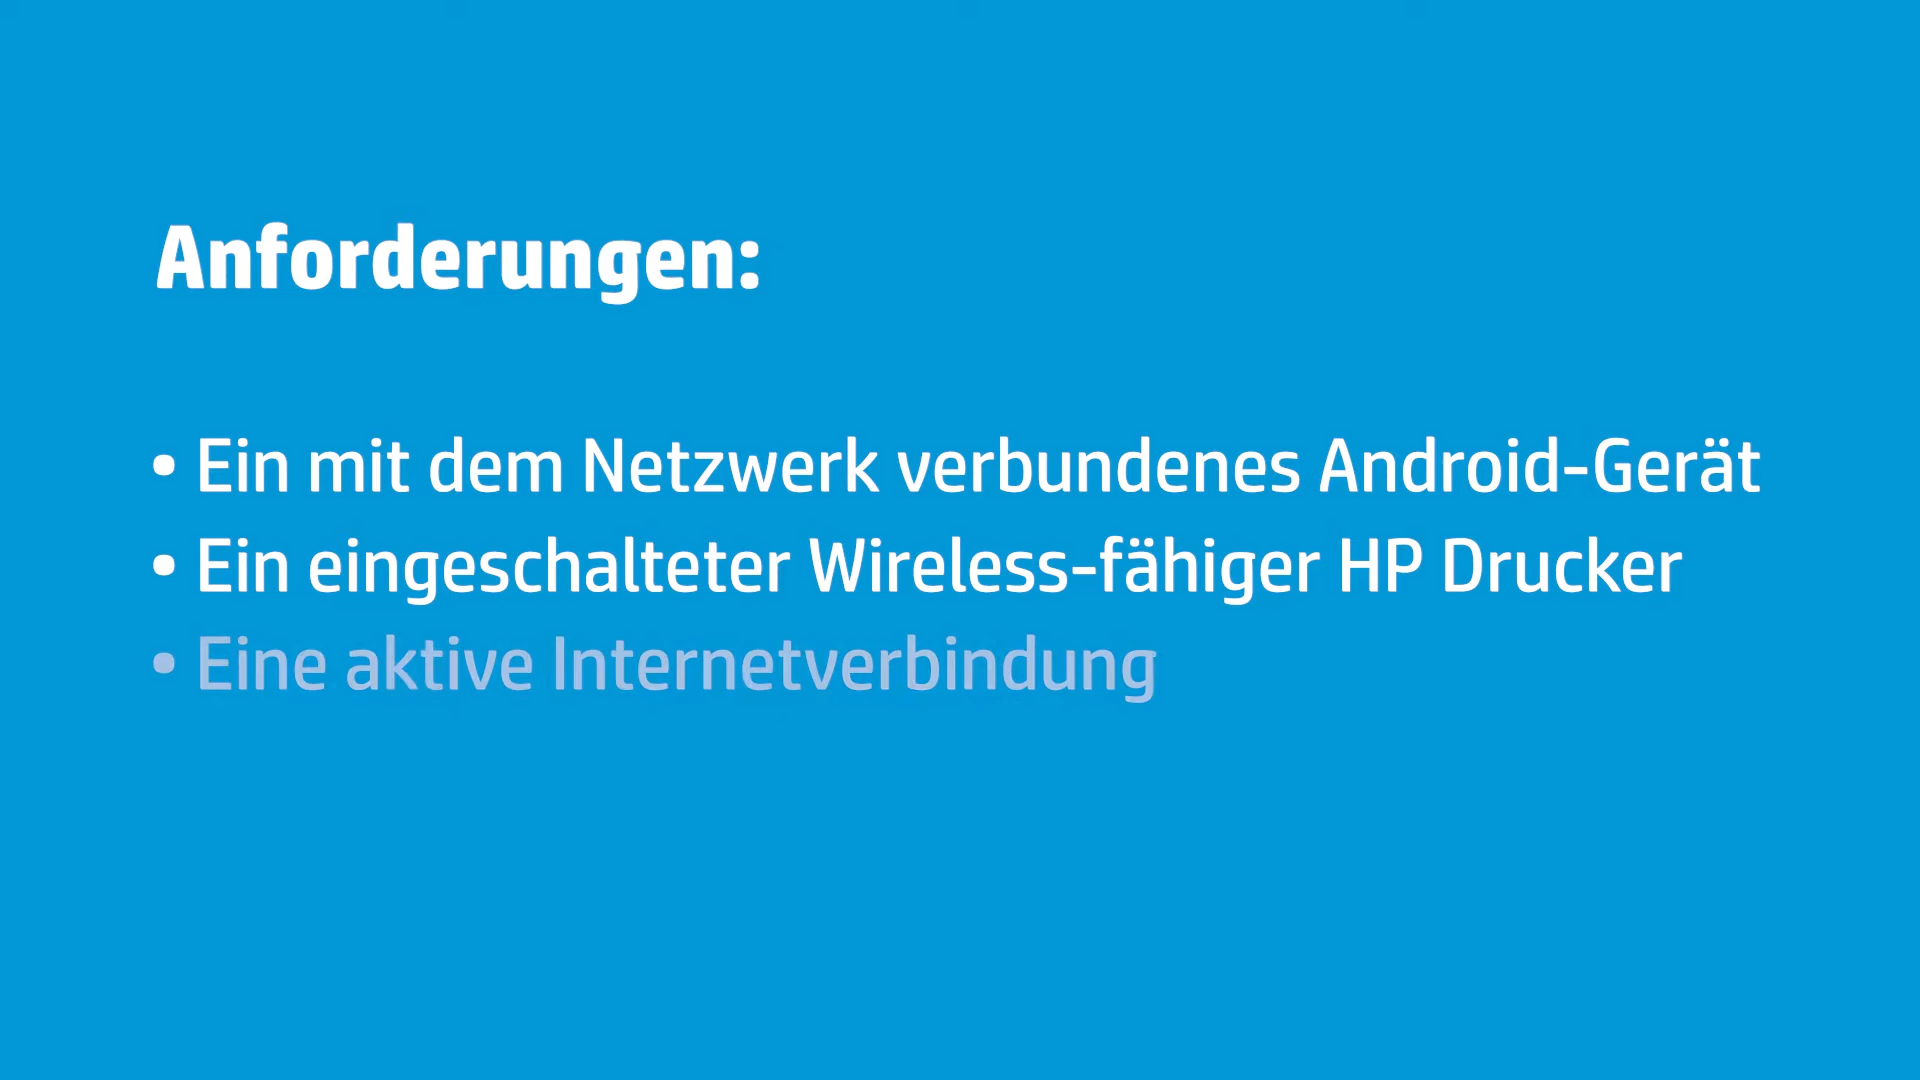 Anforderungen:
• Ein mit dem Netzwerk verbundenes Android-Gerät
• Ein eingeschalteter Wireless-fähiger HP Drucker
• Eine aktive Internetverbindung